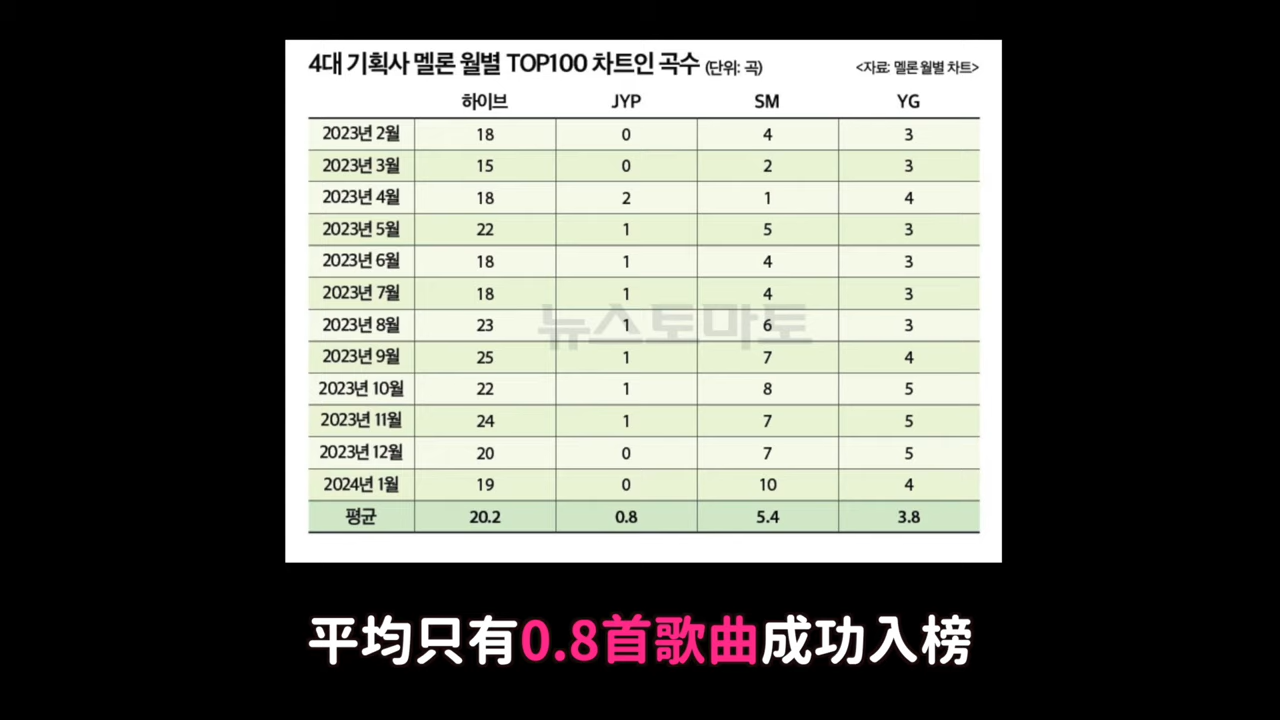 4대 기획사 멜론 월별 TOP100 차트인 곡수 (단위: 곡) <자료: 멜론 월별 차트>
하이브 JYP SM YG
2023년 2월 18 0 4 3
2023년 3월 15 0 2 3
2023년 4월 18 2 1 4
2023년 5월 22 1 5 3
2023년 6월 18 1 4 3
2023년 7월 18 1 4 3
뉴스토마토
2023년 8월 23 1 6 3
2023년 9월 25 1 7 4
2023년 10월 22 1 8 5
2023년 11월 24 1 7 5
2023년 12월 20 0 7 5
2024년 1월 19 0 10 4
평균 20.2 0.8 5.4 3.8
平均只有0.8首歌曲成功入榜